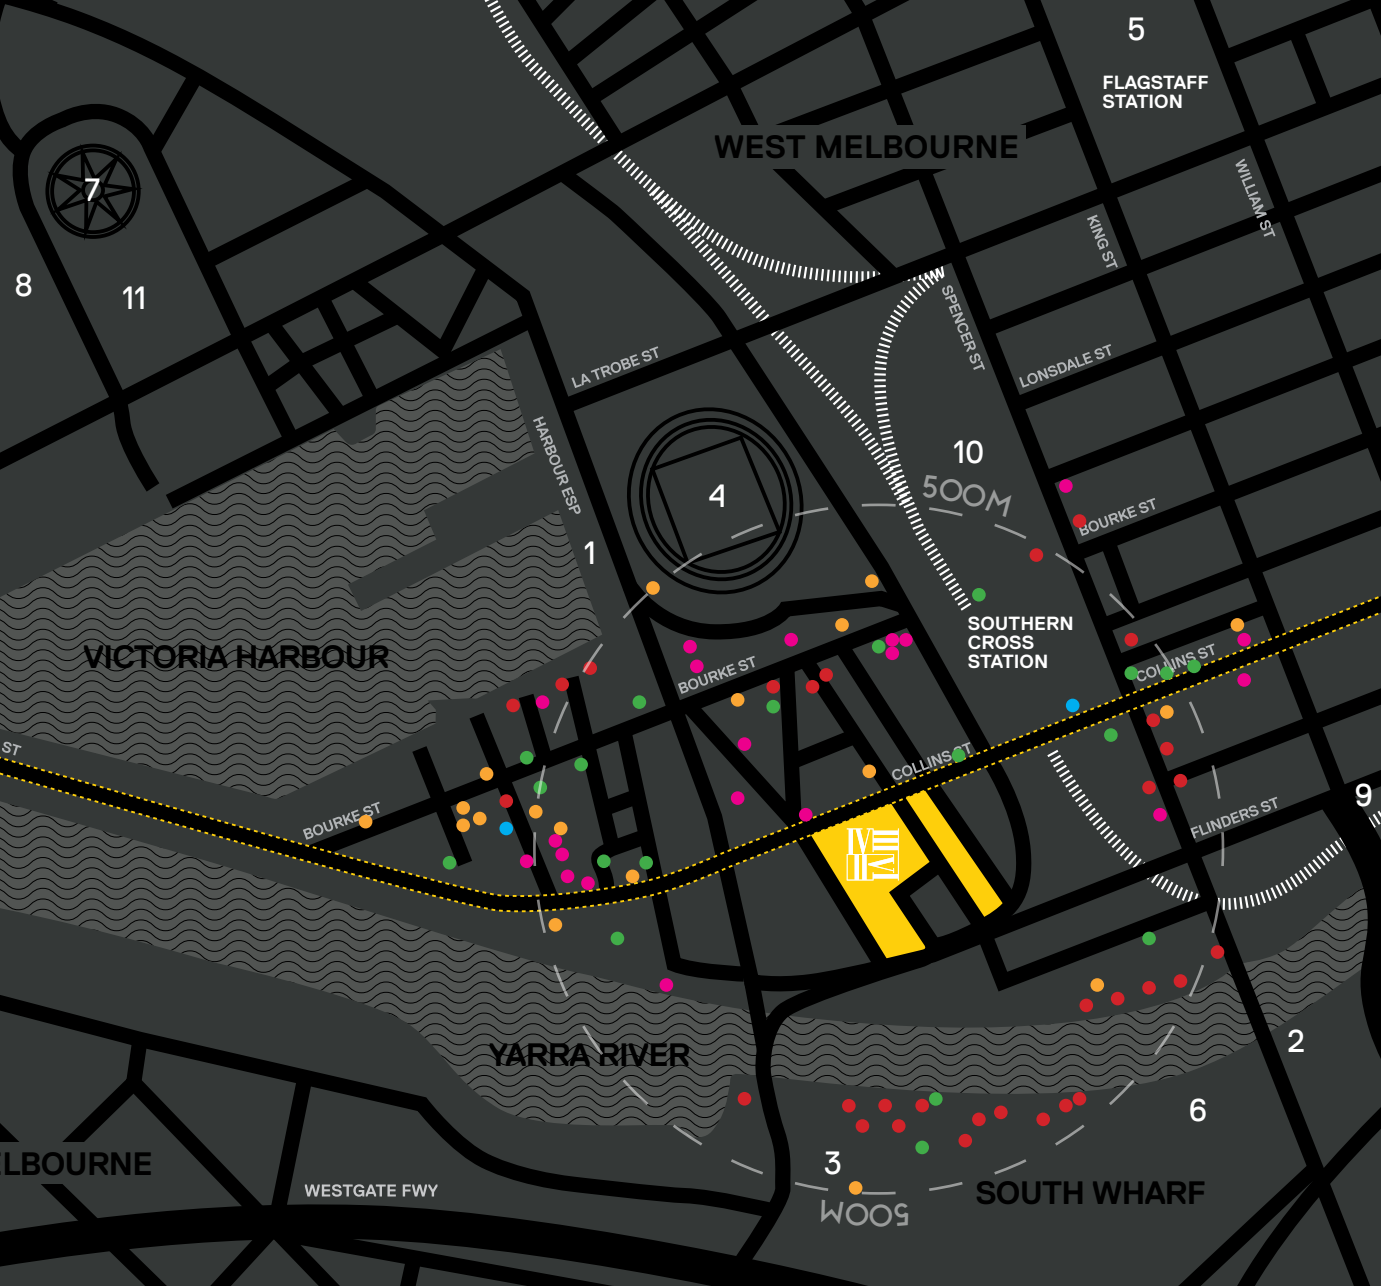 5
FLAGSTAFF
STATION
WEST MELBOURNE
WILLIAM ST
KING ST
7
8
11
SPENCER ST
LA TROBE ST
LONSDALE ST
HARBOUR ESP
10
500M
4
BOURKE ST
1
SOUTHERN
CROSS
STATION
VICTORIA HARBOUR
BOURKE ST
COLLINS ST
ST
COLLINS ST
BOURKE ST
FLINDERS ST
9
2
YARRA RIVER
6
3
ELBOURNE
WESTGATE FWY
SOUTH WHARF
500M